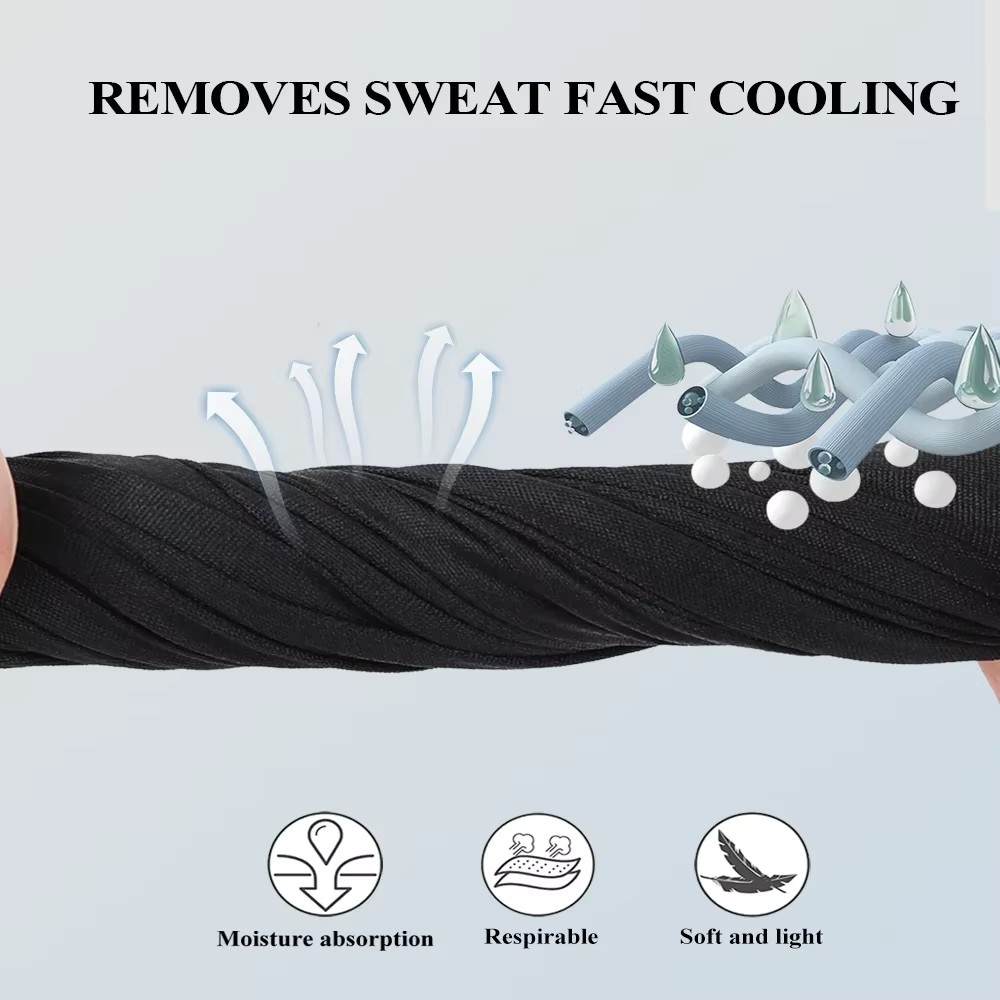 REMOVES SWEAT FAST COOLING
Moisture absorption
Respirable
Soft and light